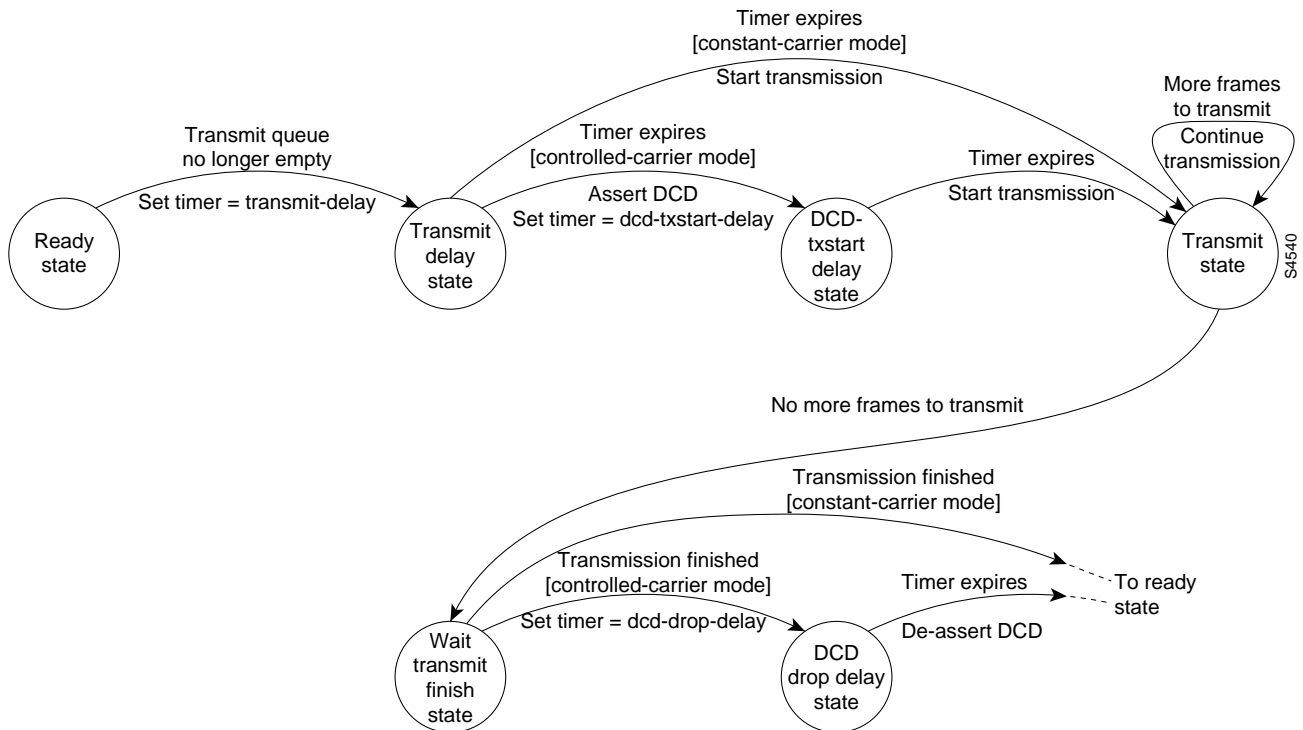 Timer expires
[constant-carrier mode]
Start transmission
More frames
to transmit
Continue
transmission
Transmit queue
no longer empty
Set timer = transmit-delay
Timer expires
[controlled-carrier mode]
Assert DCD
Set timer = dcd-txstart-delay
Timer expires
Start transmission
Ready
state
Transmit
delay
state
DCD-
txstart
delay
state
Transmit
state
S4540
No more frames to transmit
Transmission finished
[constant-carrier mode]
Transmission finished
[controlled-carrier mode]
Set timer = dcd-drop-delay
Timer expires
De-assert DCD
To ready
state
Wait
transmit
finish
state
DCD
drop delay
state